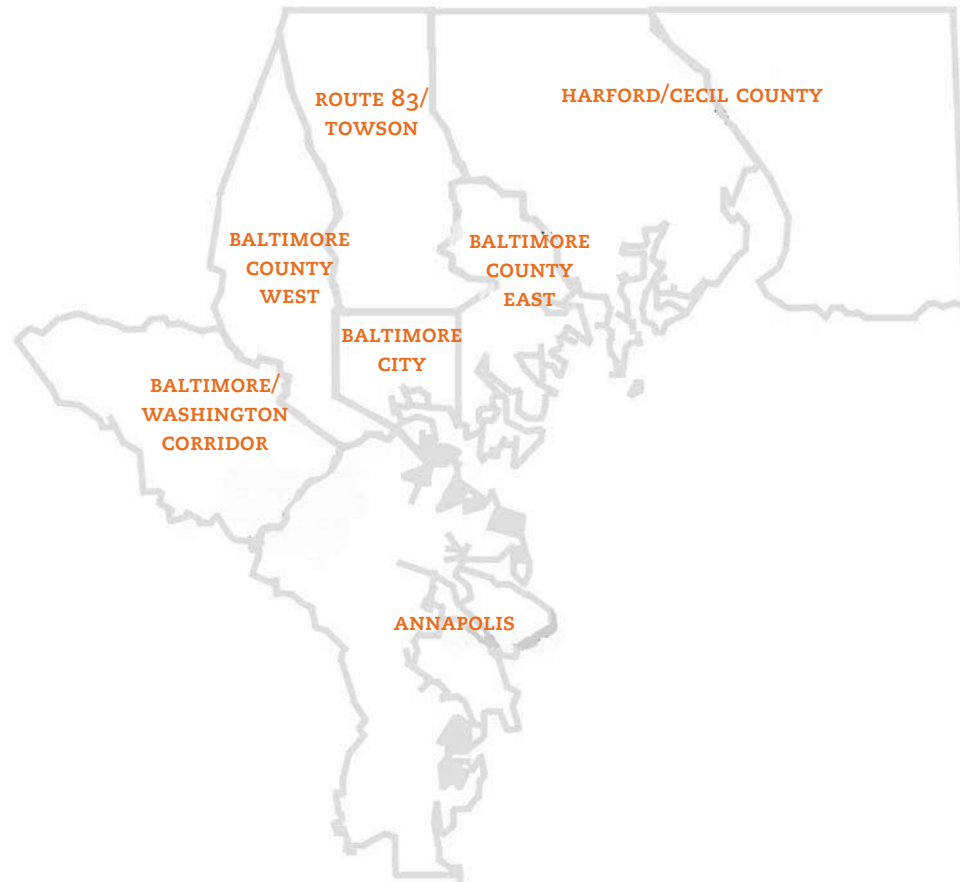 ROUTE 83/
TOWSON
HARFORD/CECIL COUNTY
BALTIMORE
COUNTY
WEST
BALTIMORE
COUNTY
EAST
BALTIMORE
CITY
BALTIMORE/
WASHINGTON
CORRIDOR
ANNAPOLIS